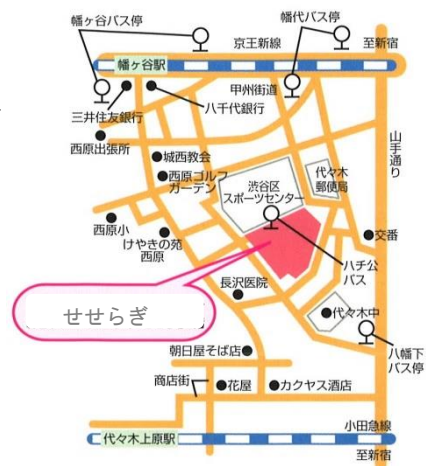 幡ヶ谷バス停
幡代バス停
京王新線
至新宿
幡ヶ谷駅
甲州街道
三井住友銀行
八千代銀行
山手通り
西原出張所
城西教会
西原ゴルフ
ガーデン
渋谷区
スポーツセンター
代々木
郵便局
西原小
けやきの苑
西原
交番
ハチ公
バス
長沢医院
せせらぎ
代々木中
八幡下
バス停
朝日屋そば店
商店街
花屋
カクヤス酒店
小田急線
代々木上原駅
至新宿